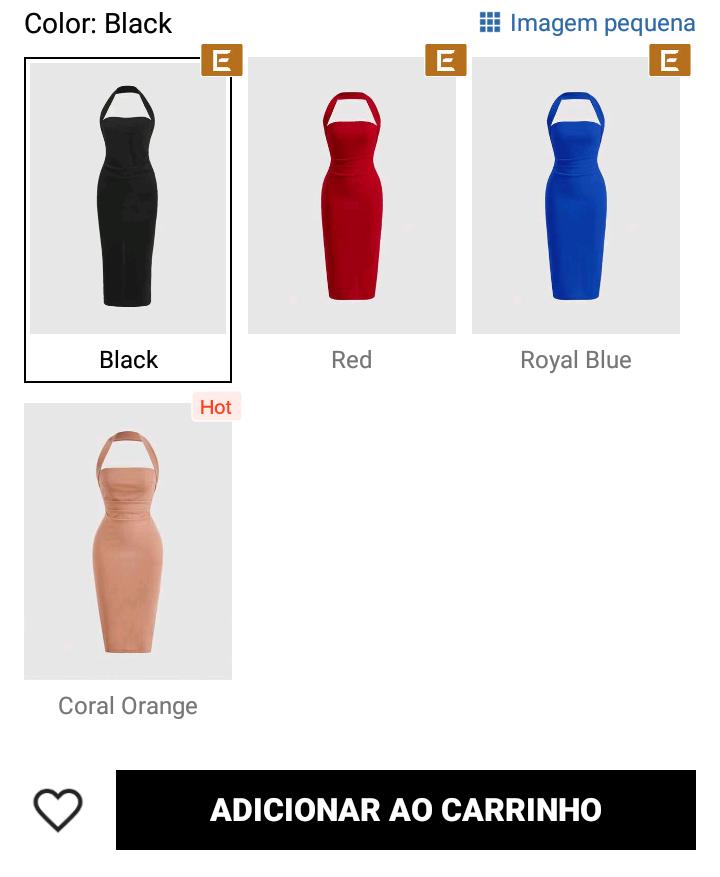 Color: Black
Imagem pequena
E
E
E
Black
Red
Royal Blue
Hot
Coral Orange
ADICIONAR AO CARRINHO